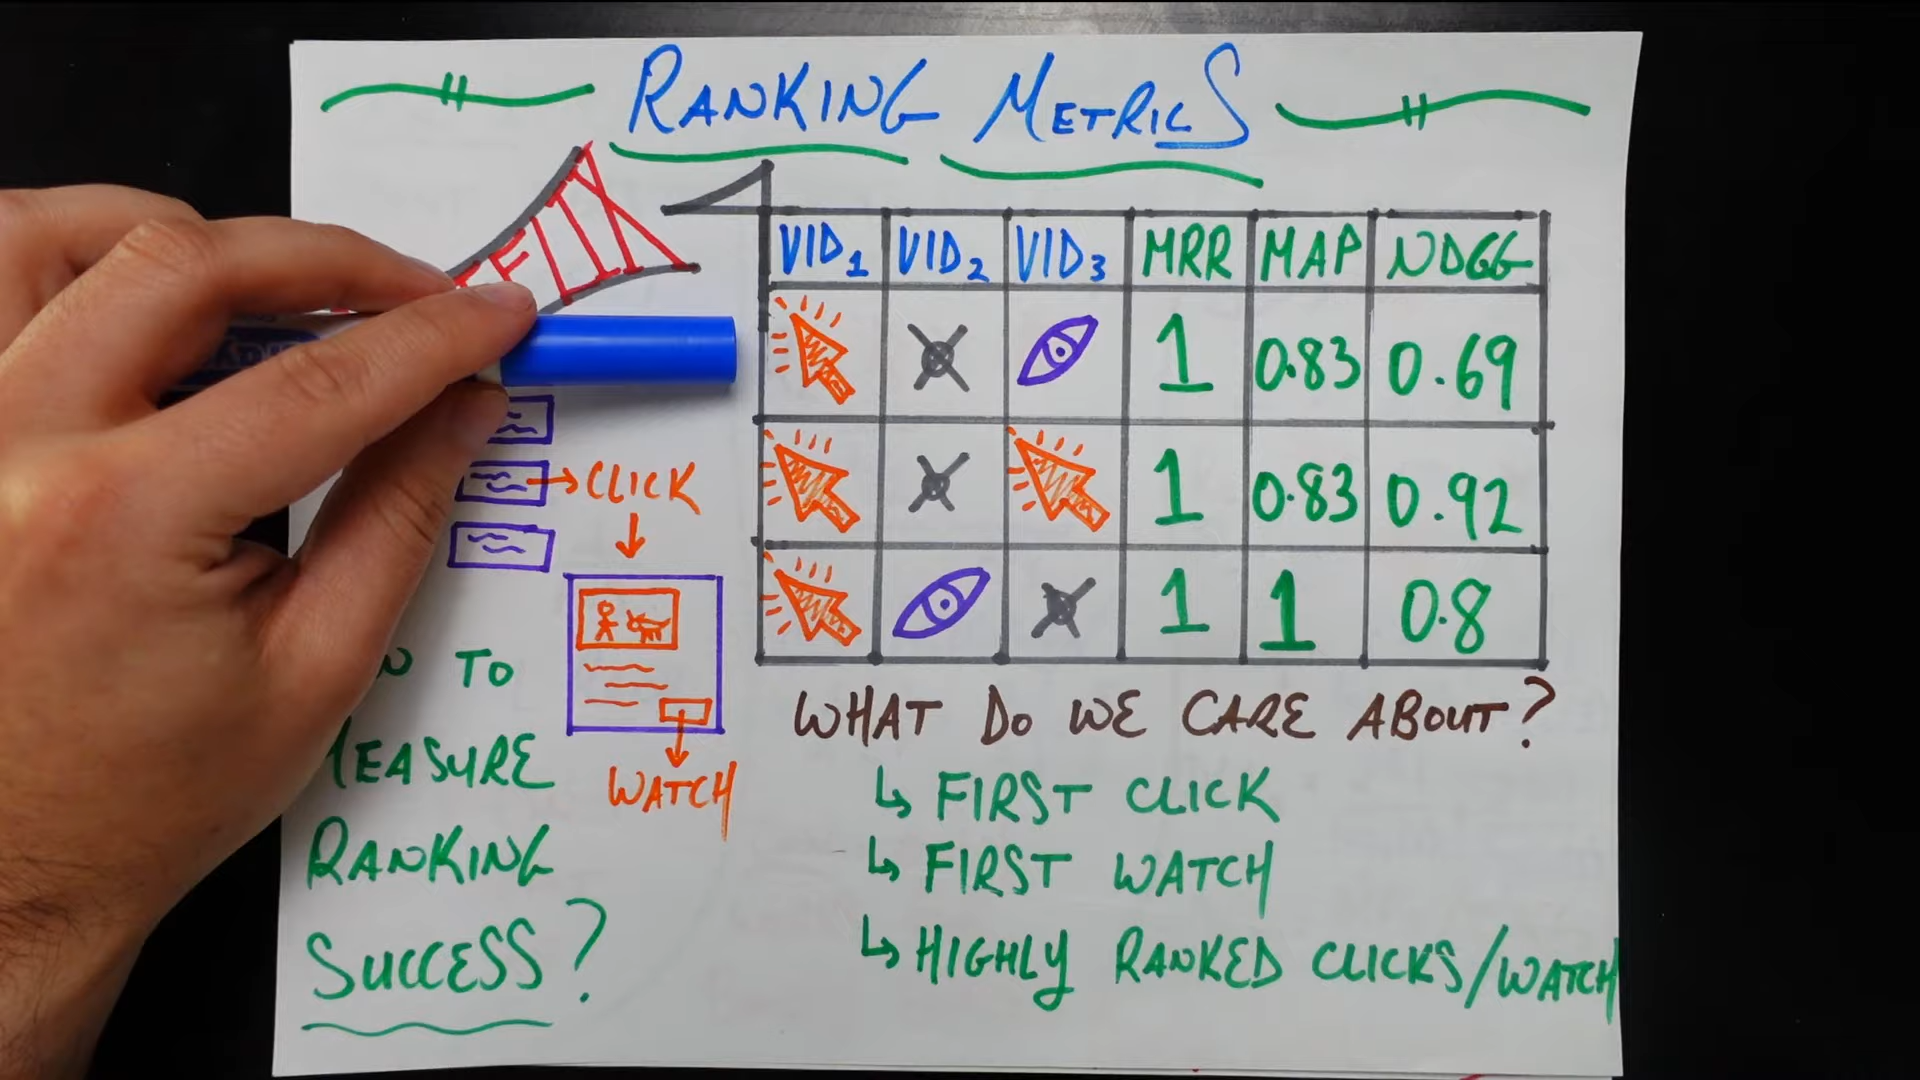 RANKING METRICS
FLIX
VID1 VID2 VID3 MRR MAP NDGG
1 0.83 0.69
1 0.83 0.92
1 1 0.8
CLICK
WATCH
TO
MEASURE
RANKING
SUCCESS?
WHAT DO WE CARE ABOUT?
↳ FIRST CLICK
↳ FIRST WATCH
↳ HIGHLY RANKED CLICKS/WATCH